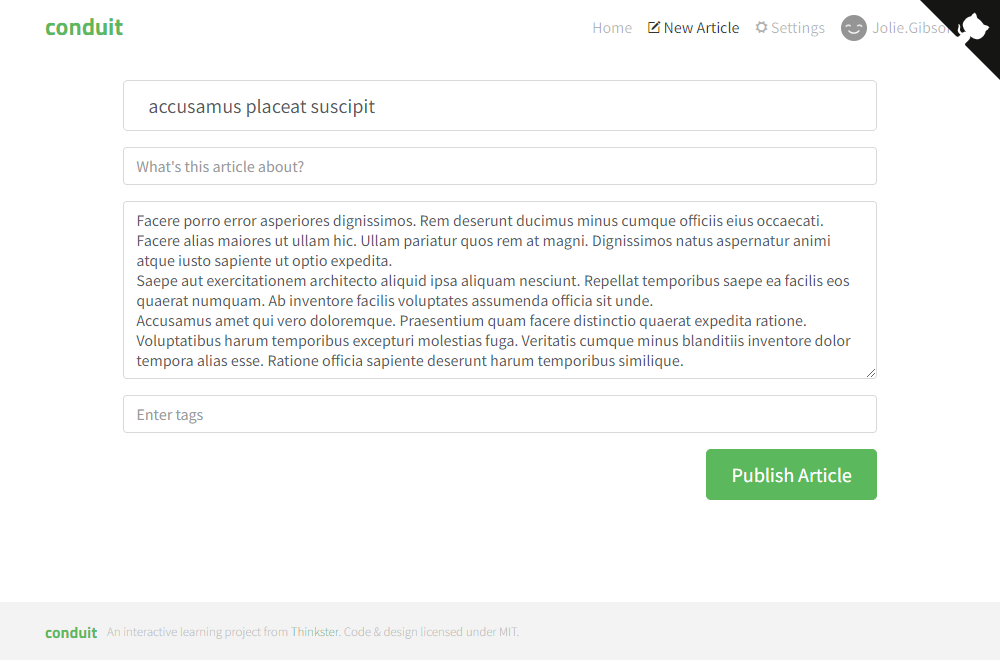 conduit
Home
New Article
Settings
accusamus placeat suscipit
What's this article about?
Facere porro error asperiores dignissimos. Rem deserunt ducimus minus cumque officiis eius occaecati.
Facere alias maiores ut ullam hic. Ullam pariatur quos rem at magni. Dignissimos natus aspernatur animi
atque iusto sapiente ut optio expedita.
Saepe aut exercitationem architecto aliquid ipsa aliquam nesciunt. Repellat temporibus saepe ea facilis eos
quaerat numquam. Ab inventore facilis voluptates assumenda officia sit unde.
Accusamus amet qui vero doloremque. Praesentium quam facere distinctio quaerat expedita ratione.
Voluptatibus harum temporibus excepturi molestias fuga. Veritatis cumque minus blanditiis inventore dolor
tempora alias esse. Ratione officia sapiente deserunt harum temporibus similique.
Enter tags
Publish Article
conduit An interactive learning project from Thinkster. Code & design licensed under MIT.